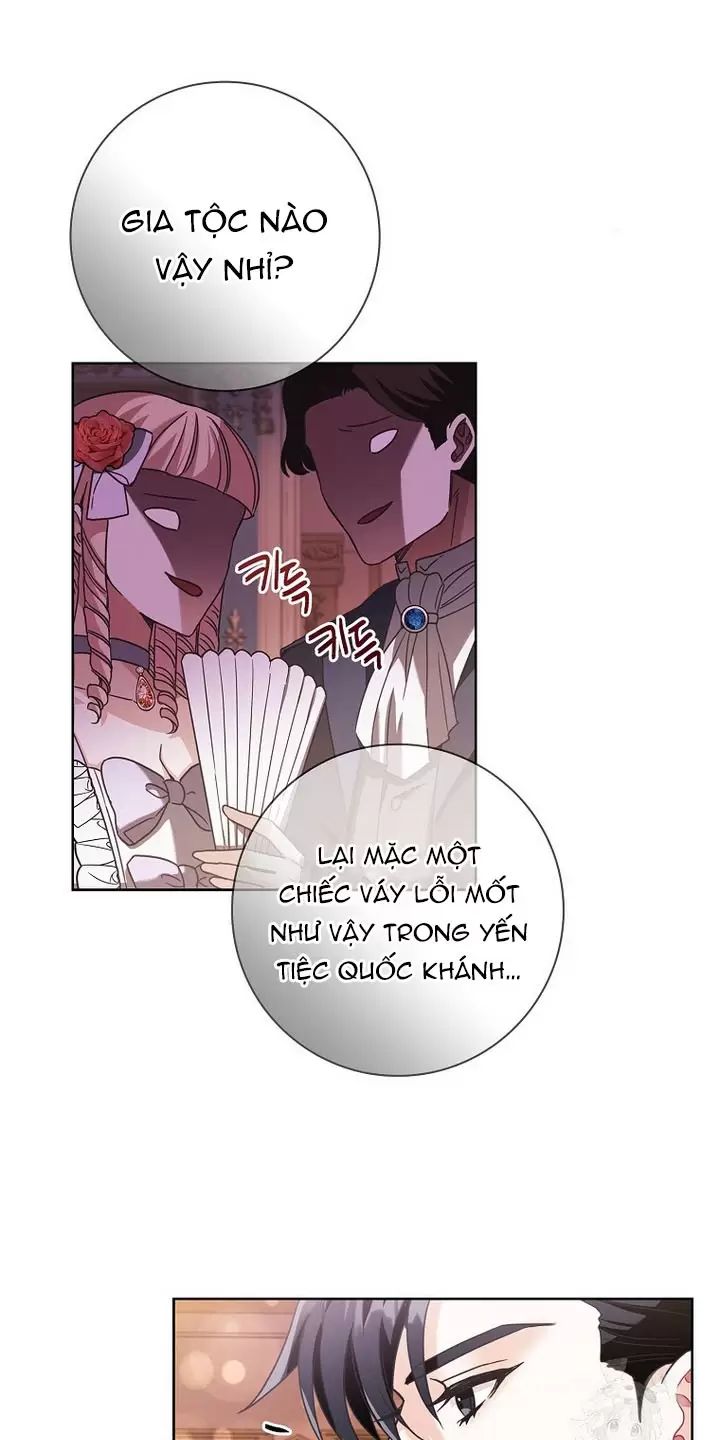 GIA TỘC NÀO
VẬY NHỈ?
키득
키득
LẠI MẶC MỘT
CHIẾC VÁY LỖI MỐT
NHƯ VẬY TRONG YẾN
TIỆC QUỐC KHÁNH...